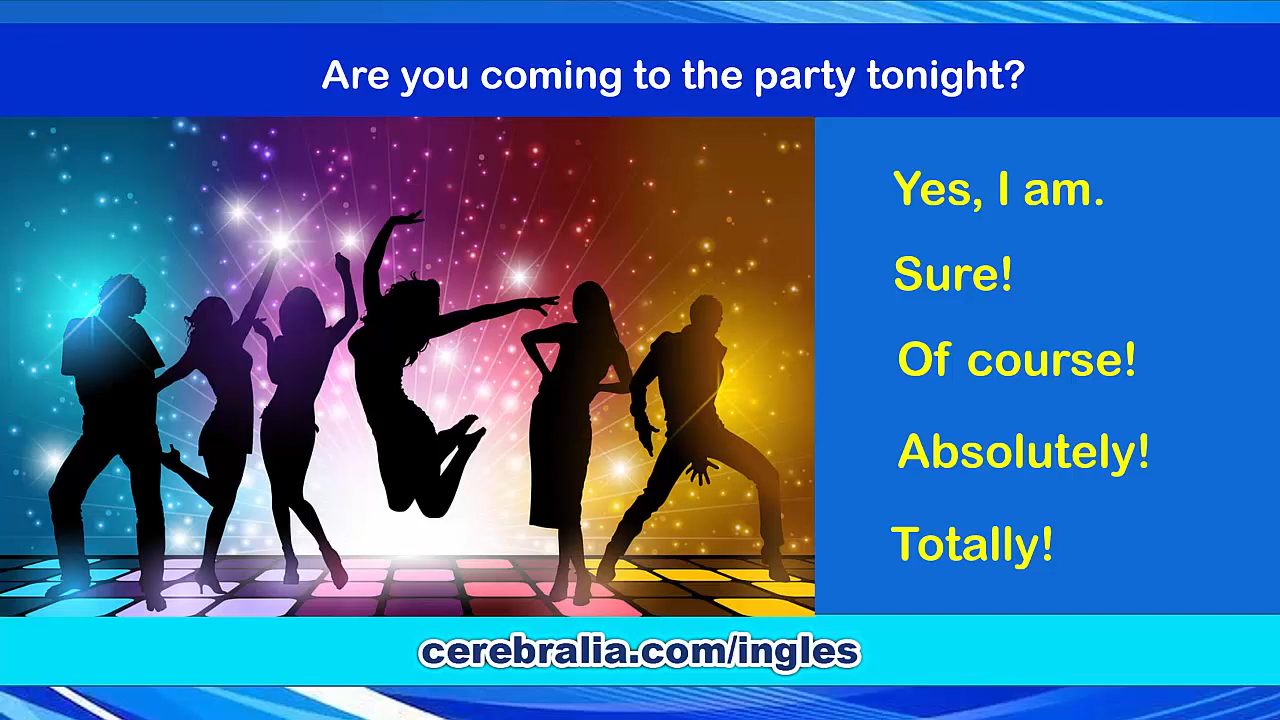 Are you coming to the party tonight?
Yes, I am.
Sure!
Of course!
Absolutely!
Totally!
cerebralia.com/ingles